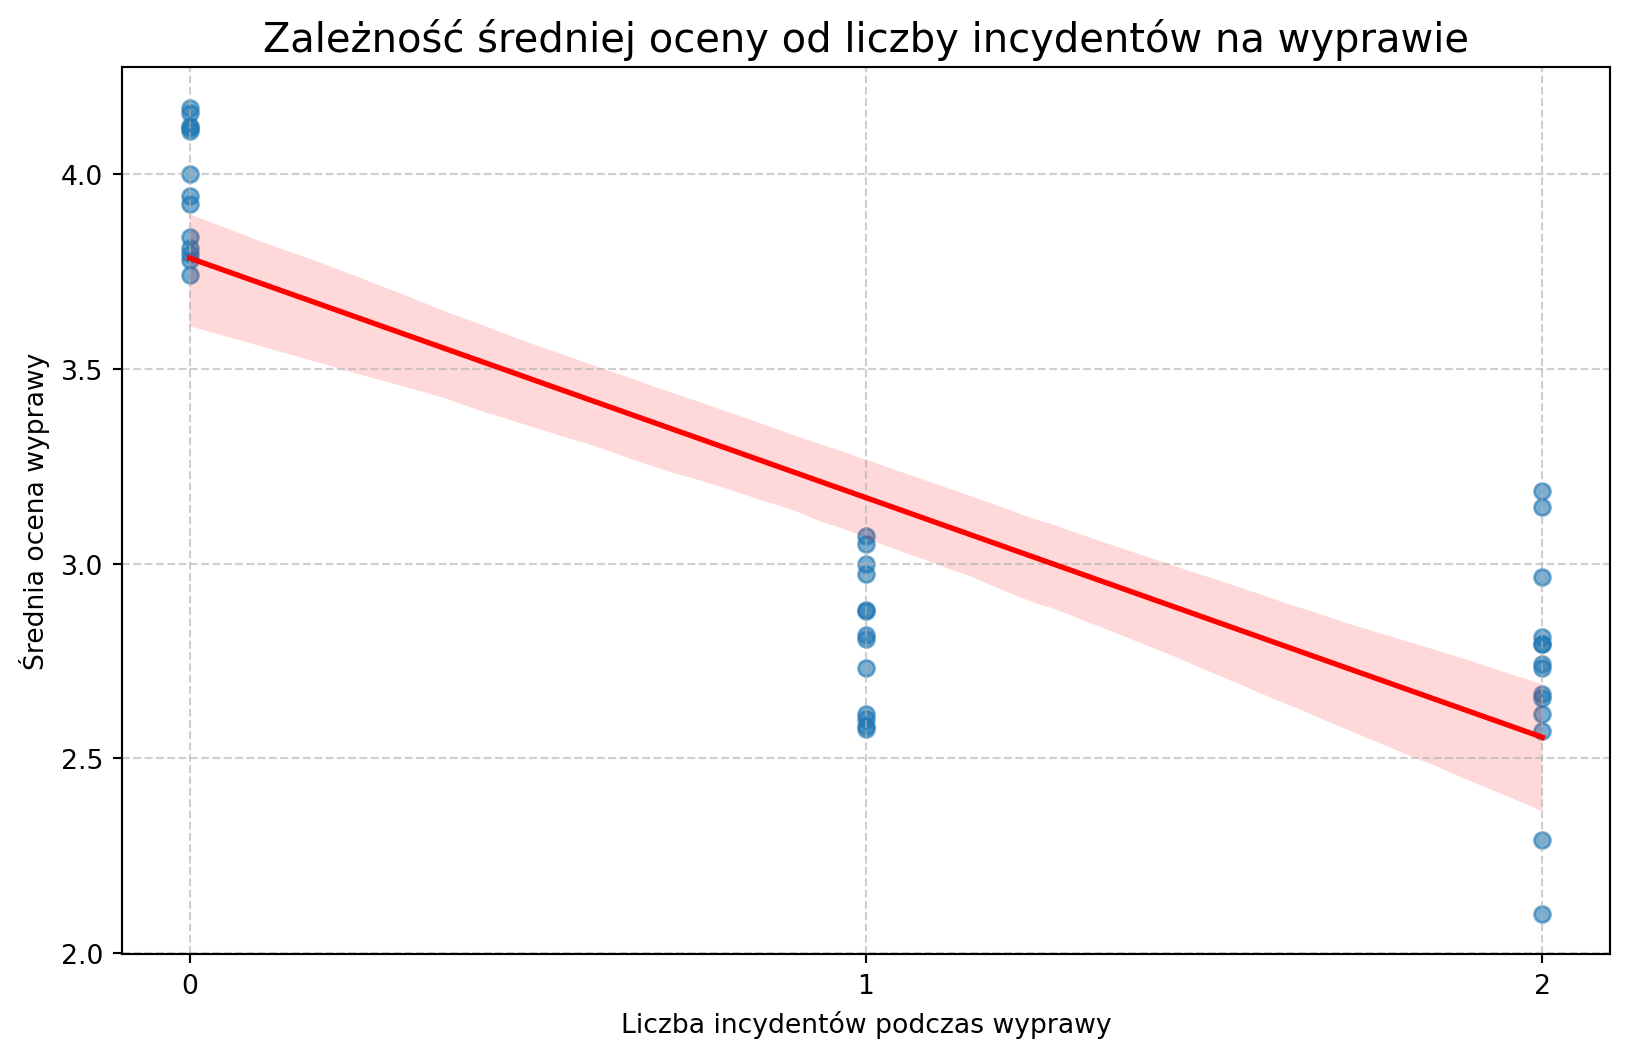 Zależność średniej oceny od liczby incydentów na wyprawie
Średnia ocena wyprawy
4.0
3.5
3.0
2.5
2.0
0
1
2
Liczba incydentów podczas wyprawy